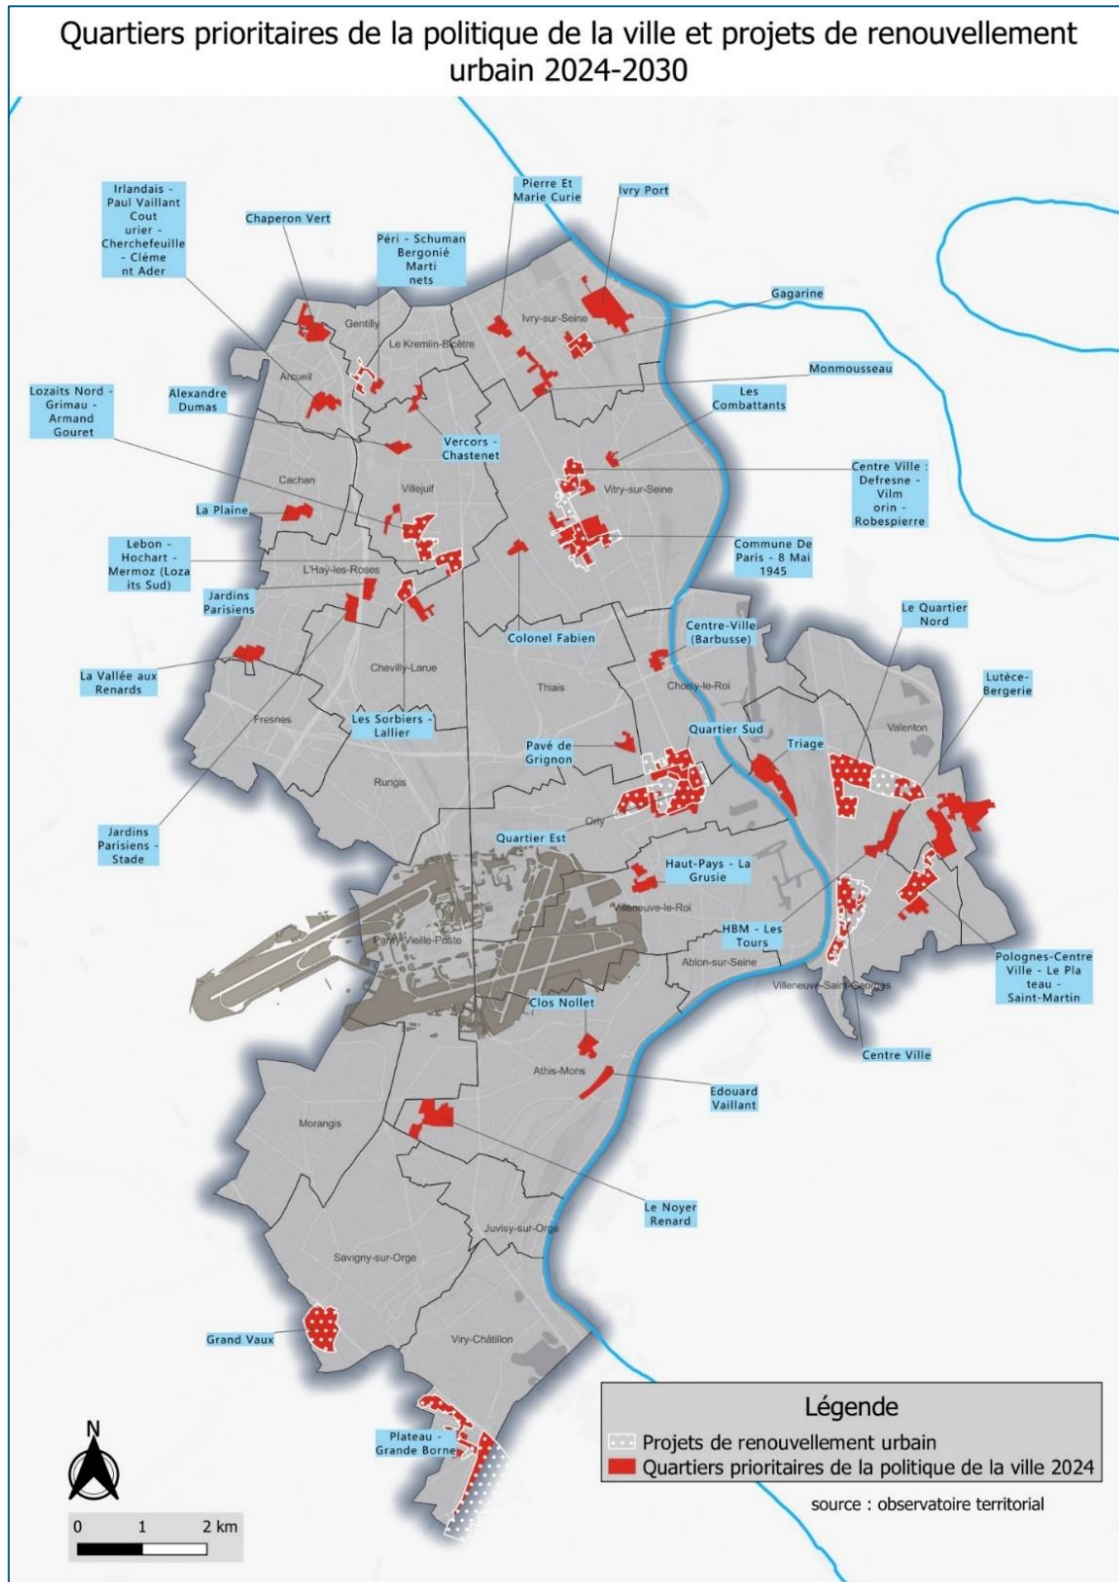 Quartiers prioritaires de la politique de la ville et projets de renouvellement
urbain 2024-2030
Irlandais -
Paul Vaillant
Cout
urier -
Cherchefeuille
- Cléme
nt Ader
Chaperon Vert
Péri - Schuman
Bergonié
Marti
nets
Pierre Et
Marie Curie
Ivry Port
Gagarine
Gentilly
Ivry-sur-Seine
Le Kremlin-Bicêtre
Arcueil
Monmousseau
Lozaits Nord -
Grimau -
Armand
Gouret
Alexandre
Dumas
Les
Combattants
Vercors -
Chastenet
Cachan
Villejuif
Vitry-sur-Seine
Centre Ville :
Defresne -
Vilm
orin -
Robespierre
La Plaine
Commune De
Paris - 8 Mai
1945
Lebon -
Hochart -
Mermoz (Loza
its Sud)
L'Haÿ-les-Roses
Jardins
Parisiens
Le Quartier
Nord
Colonel Fabien
Centre-Ville
(Barbusse)
La Vallée aux
Renards
Chevilly-Larue
Thiais
Choisy-le-Roi
Lutèce-
Bergerie
Fresnes
Les Sorbiers -
Lallier
Pavé de
Grignon
Quartier Sud
Triage
Valenton
Rungis
Jardins
Parisiens -
Stade
Quartier Est
Orly
Haut-Pays - La
Grusie
Villeneuve-le-Roi
HBM - Les
Tours
Paray-Vieille-Poste
Ablon-sur-Seine
Polognes-Centre
Ville - Le Pla
teau -
Saint-Martin
Villeneuve-Saint-Georges
Clos Nollet
Centre Ville
Athis-Mons
Edouard
Vaillant
Morangis
Le Noyer
Renard
Juvisy-sur-Orge
Savigny-sur-Orge
Grand Vaux
Viry-Châtillon
Plateau -
Grande Borne
Légende
Projets de renouvellement urbain
Quartiers prioritaires de la politique de la ville 2024
source : observatoire territorial
N
0 1 2 km